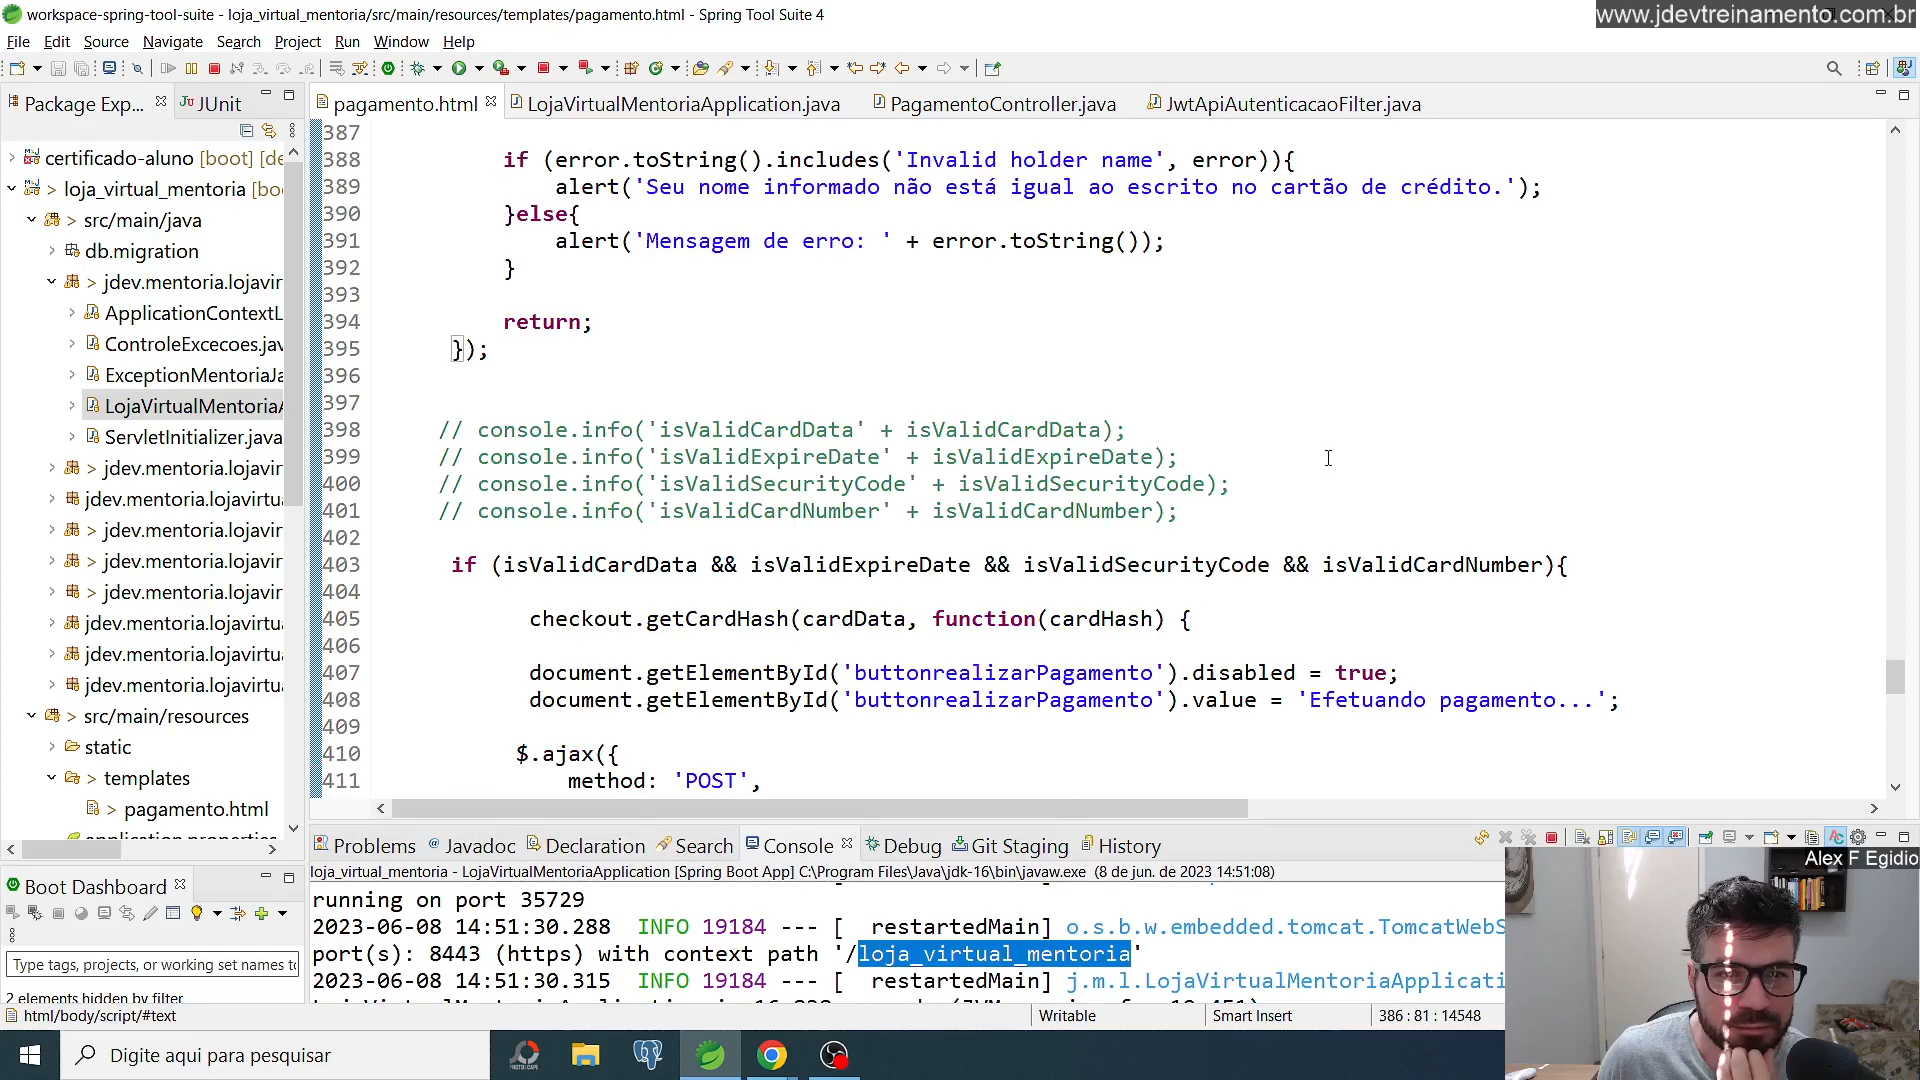 workspace-spring-tool-suite - loja_virtual_mentoria/src/main/resources/templates/pagamento.html - Spring Tool Suite 4
www.jdevtreinamento.com.br
File Edit Source Navigate Search Project Run Window Help
Package Exp... JUnit
pagamento.html LojaVirtualMentoriaApplication.java PagamentoController.java JwtApiAutenticacaoFilter.java
certificado-aluno [boot] [de
loja_virtual_mentoria [boo
src/main/java
db.migration
jdev.mentoria.lojavir
ApplicationContextL
ControleExcecoes.jav
ExceptionMentoriaJa
LojaVirtualMentoriaA
ServletInitializer.java
jdev.mentoria.lojavir
jdev.mentoria.lojavirtua
jdev.mentoria.lojavir
jdev.mentoria.lojavir
jdev.mentoria.lojavir
jdev.mentoria.lojavirtu
jdev.mentoria.lojavirtu
jdev.mentoria.lojavirtu
src/main/resources
static
templates
pagamento.html
application.properties
387
388 if (error.toString().includes('Invalid holder name', error)){
389 alert('Seu nome informado não está igual ao escrito no cartão de crédito.');
390 }else{
391 alert('Mensagem de erro: ' + error.toString());
392 }
393
394 return;
395 });
396
397
398 // console.info('isValidCardData' + isValidCardData);
399 // console.info('isValidExpireDate' + isValidExpireDate);
400 // console.info('isValidSecurityCode' + isValidSecurityCode);
401 // console.info('isValidCardNumber' + isValidCardNumber);
402
403 if (isValidCardData && isValidExpireDate && isValidSecurityCode && isValidCardNumber){
404
405 checkout.getCardHash(cardData, function(cardHash) {
406
407 document.getElementById('buttonrealizarPagamento').disabled = true;
408 document.getElementById('buttonrealizarPagamento').value = 'Efetuando pagamento...';
409
410 $.ajax({
411 method: 'POST',
Problems Javadoc Declaration Search Console Debug Git Staging History
loja_virtual_mentoria - LojaVirtualMentoriaApplication [Spring Boot App] C:\Program Files\Java\jdk-16\bin\javaw.exe (8 de jun. de 2023 14:51:08)
running on port 35729
2023-06-08 14:51:30.288 INFO 19184 --- [ restartedMain] o.s.b.w.embedded.tomcat.TomcatWebS
port(s): 8443 (https) with context path '/loja_virtual_mentoria'
2023-06-08 14:51:30.315 INFO 19184 --- [ restartedMain] j.m.l.LojaVirtualMentoriaApplicati
Alex F Egidio
Boot Dashboard
Type tags, projects, or working set names to
2 elements hidden by filter
html/body/script/#text Writable Smart Insert 386 : 81 : 14548
Digite aqui para pesquisar